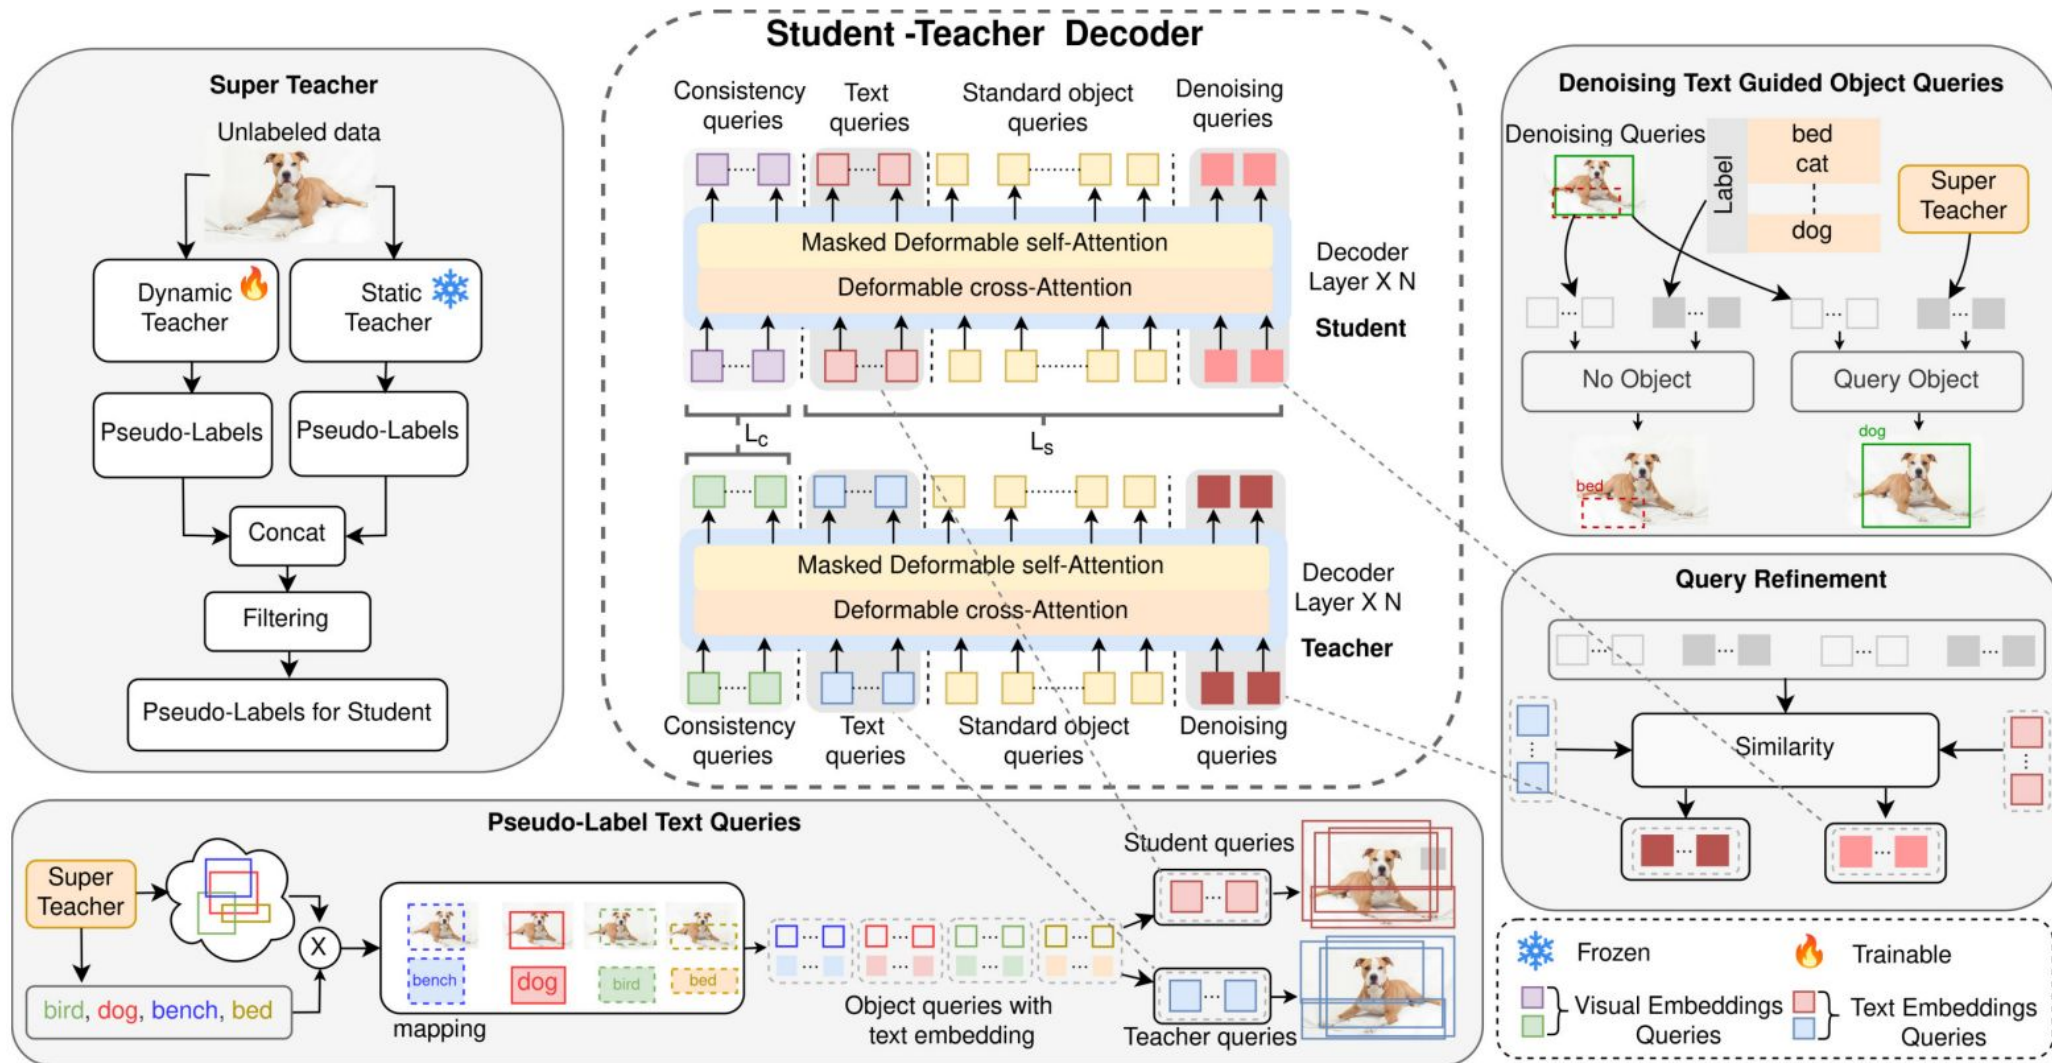 Student -Teacher Decoder
Super Teacher
Unlabeled data
Dynamic
Teacher
Static
Teacher
Pseudo-Labels
Pseudo-Labels
Concat
Filtering
Pseudo-Labels for Student
Consistency
queries
Text
queries
Standard object
queries
Denoising
queries
Masked Deformable self-Attention
Deformable cross-Attention
Decoder
Layer X N
Student
Lc
Ls
Masked Deformable self-Attention
Deformable cross-Attention
Decoder
Layer X N
Teacher
Consistency
queries
Text
queries
Standard object
queries
Denoising
queries
Denoising Text Guided Object Queries
Denoising Queries
Label
bed
cat
dog
Super
Teacher
No Object
Query Object
bed
dog
Query Refinement
Similarity
Pseudo-Label Text Queries
Super
Teacher
bird, dog, bench, bed
X
bench
dog
bird
bed
mapping
Object queries with
text embedding
Student queries
Teacher queries
Frozen
Trainable
Visual Embeddings
Queries
Text Embeddings
Queries